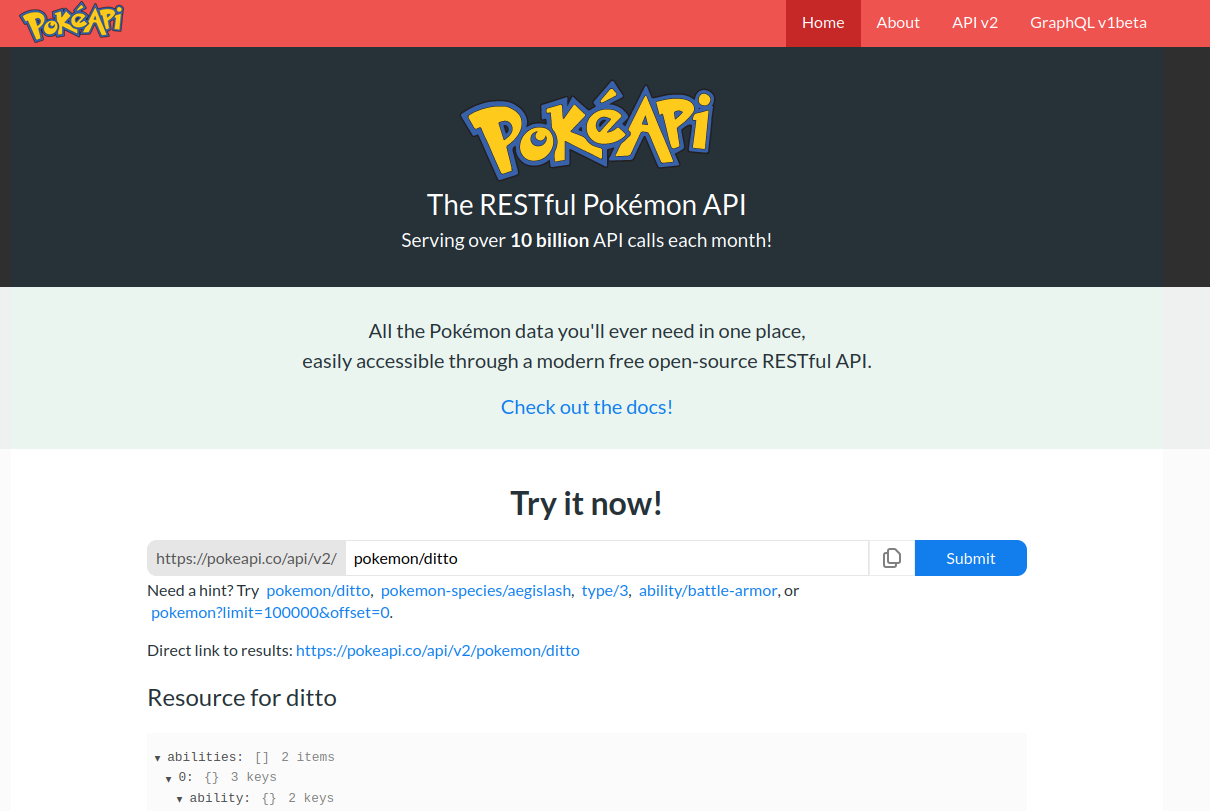 PokéApi
Home About API v2 GraphQL v1beta
PokéApi
The RESTful Pokémon API
Serving over 10 billion API calls each month!
All the Pokémon data you'll ever need in one place,
easily accessible through a modern free open-source RESTful API.
Check out the docs!
Try it now!
https://pokeapi.co/api/v2/ pokemon/ditto Submit
Need a hint? Try pokemon/ditto, pokemon-species/aegislash, type/3, ability/battle-armor, or
pokemon?limit=100000&offset=0.
Direct link to results: https://pokeapi.co/api/v2/pokemon/ditto
Resource for ditto
▼ abilities: [] 2 items
▼ 0: {} 3 keys
▼ ability: {} 2 keys